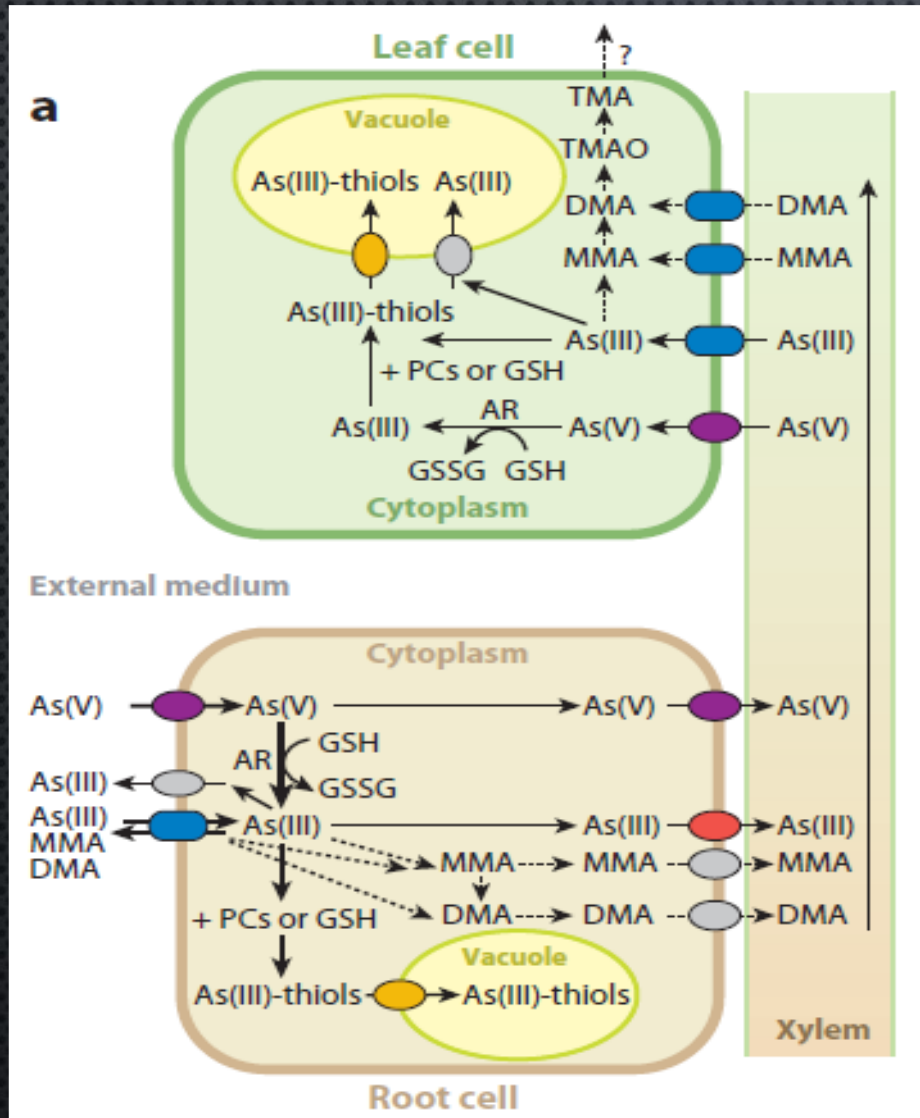 Leaf cell
?
a
TMA
Vacuole
TMAO
As(III)-thiols As(III)
DMA DMA
MMA MMA
As(III)-thiols
As(III) As(III)
+ PCs or GSH
AR
As(III) As(V) As(V)
GSSG GSH
Cytoplasm
External medium
Cytoplasm
As(V) As(V) As(V) As(V)
GSH
AR
As(III) GSSG
As(III) As(III) As(III) As(III)
MMA MMA MMA MMA
DMA
DMA DMA DMA
+ PCs or GSH
Vacuole
As(III)-thiols As(III)-thiols
Xylem
Root cell